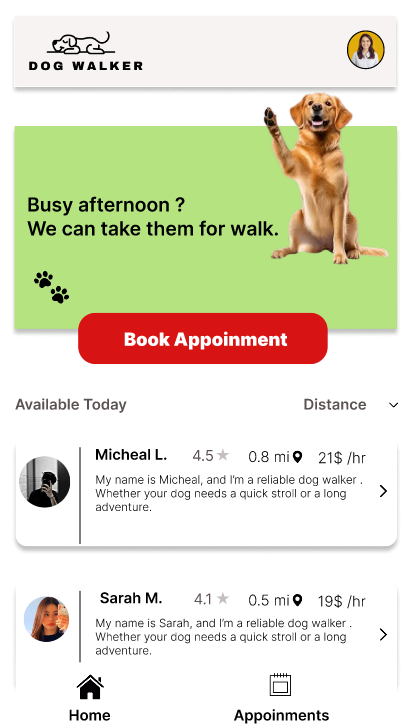 DOG WALKER
Busy afternoon ?
We can take them for walk.
Book Appoinment
Available Today
Distance
Micheal L. 4.5 0.8 mi 21$ /hr
My name is Micheal, and I'm a reliable dog walker .
Whether your dog needs a quick stroll or a long
adventure.
Sarah M. 4.1 0.5 mi 19$ /hr
My name is Sarah, and I'm a reliable dog walker .
Whether your dog needs a quick stroll or a long
adventure.
Home
Appoinments